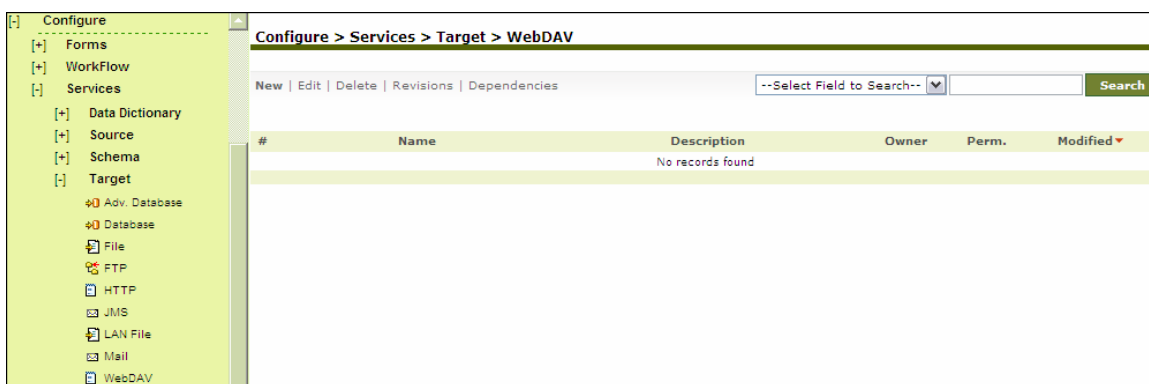 [-] Configure
[+] Forms
[+] WorkFlow
[-] Services
[+] Data Dictionary
[+] Source
[+] Schema
[-] Target
Adv. Database
Database
File
FTP
HTTP
JMS
LAN File
Mail
WebDAV
Configure > Services > Target > WebDAV
New | Edit | Delete | Revisions | Dependencies --Select Field to Search-- Search
# Name Description Owner Perm. Modified
No records found